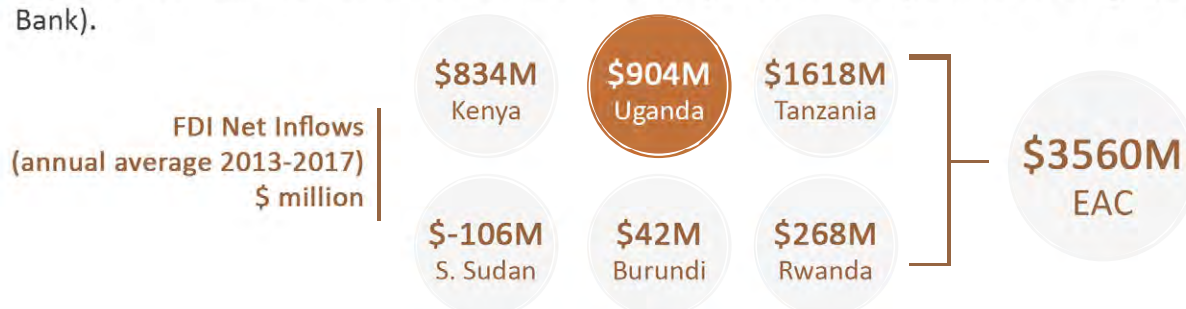 Bank).
FDI Net Inflows
(annual average 2013-2017)
$ million
$834M
Kenya
$904M
Uganda
$1618M
Tanzania
$-106M
S. Sudan
$42M
Burundi
$268M
Rwanda
$3560M
EAC